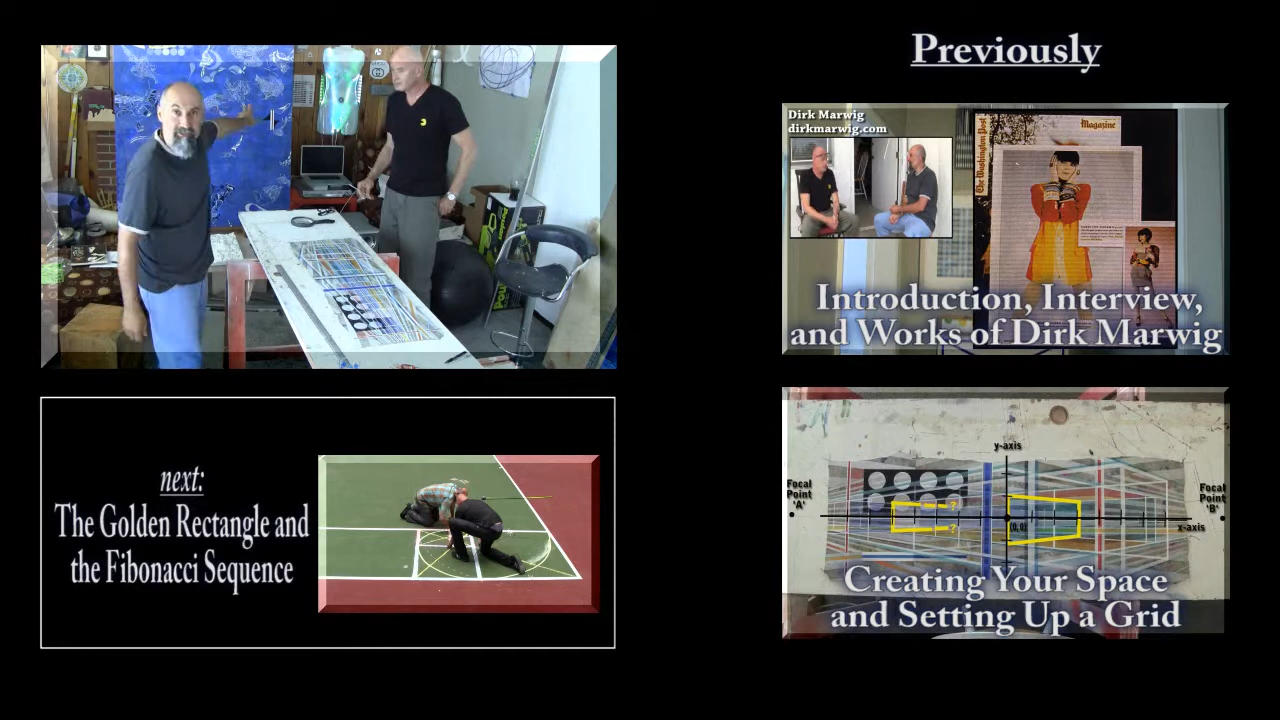 Previously
Dirk Marwig
dirkmarwig.com
The Washington Post
Magazine
Introduction, Interview,
and Works of Dirk Marwig
next:
The Golden Rectangle and
the Fibonacci Sequence
y-axis
Focal
Point
'A'
Focal
Point
'B'
?
?
(0,0)
x-axis
Creating Your Space
and Setting Up a Grid